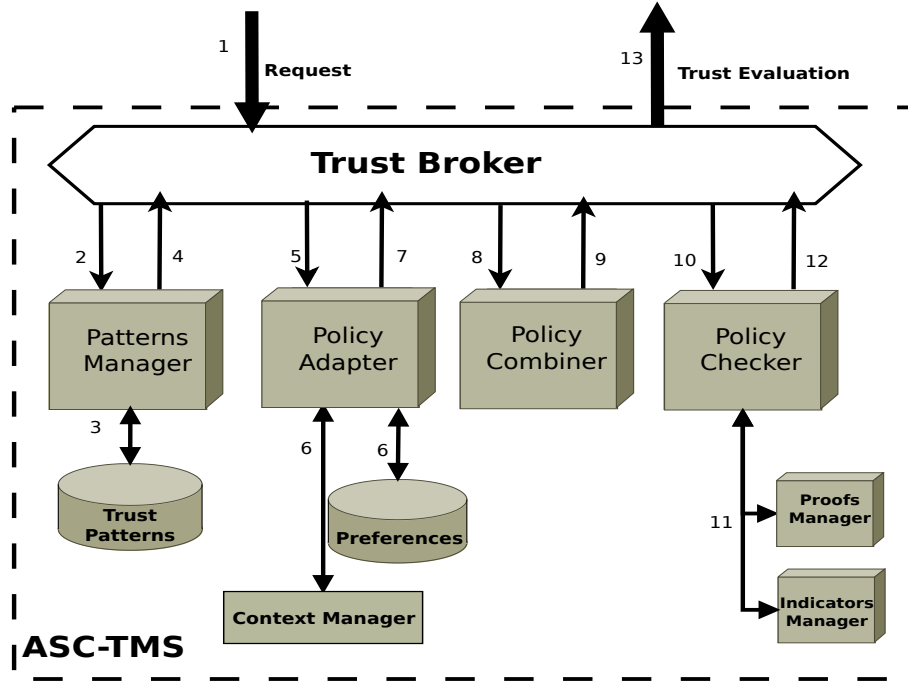 1
Request
13
Trust Evaluation
Trust Broker
2
4
5
7
8
9
10
12
Patterns
Manager
Policy
Adapter
Policy
Combiner
Policy
Checker
3
6
6
Trust
Patterns
Preferences
11
Proofs
Manager
Context Manager
Indicators
Manager
ASC-TMS